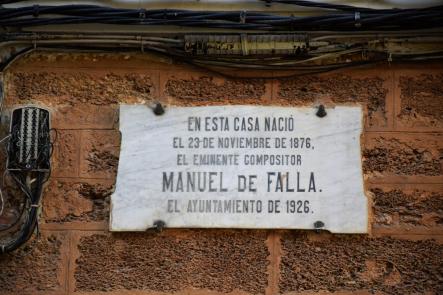 EN ESTA CASA NACIÓ
EL 23 DE NOVIEMBRE DE 1876,
EL EMINENTE COMPOSITOR
MANUEL DE FALLA.
EL AYUNTAMIENTO DE 1926.